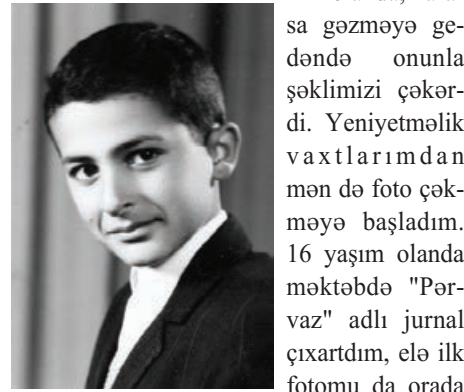 sa gəzməyə ge-
dəndə onunla
şəklimizi çəkər-
di. Yeniyetməlik
vaxtlarımdan
mən də foto çək-
məyə başladım.
16 yaşım olanda
məktəbdə "Pər-
vaz" adlı jurnal
çıxartdım, elə ilk
fotomu da orada